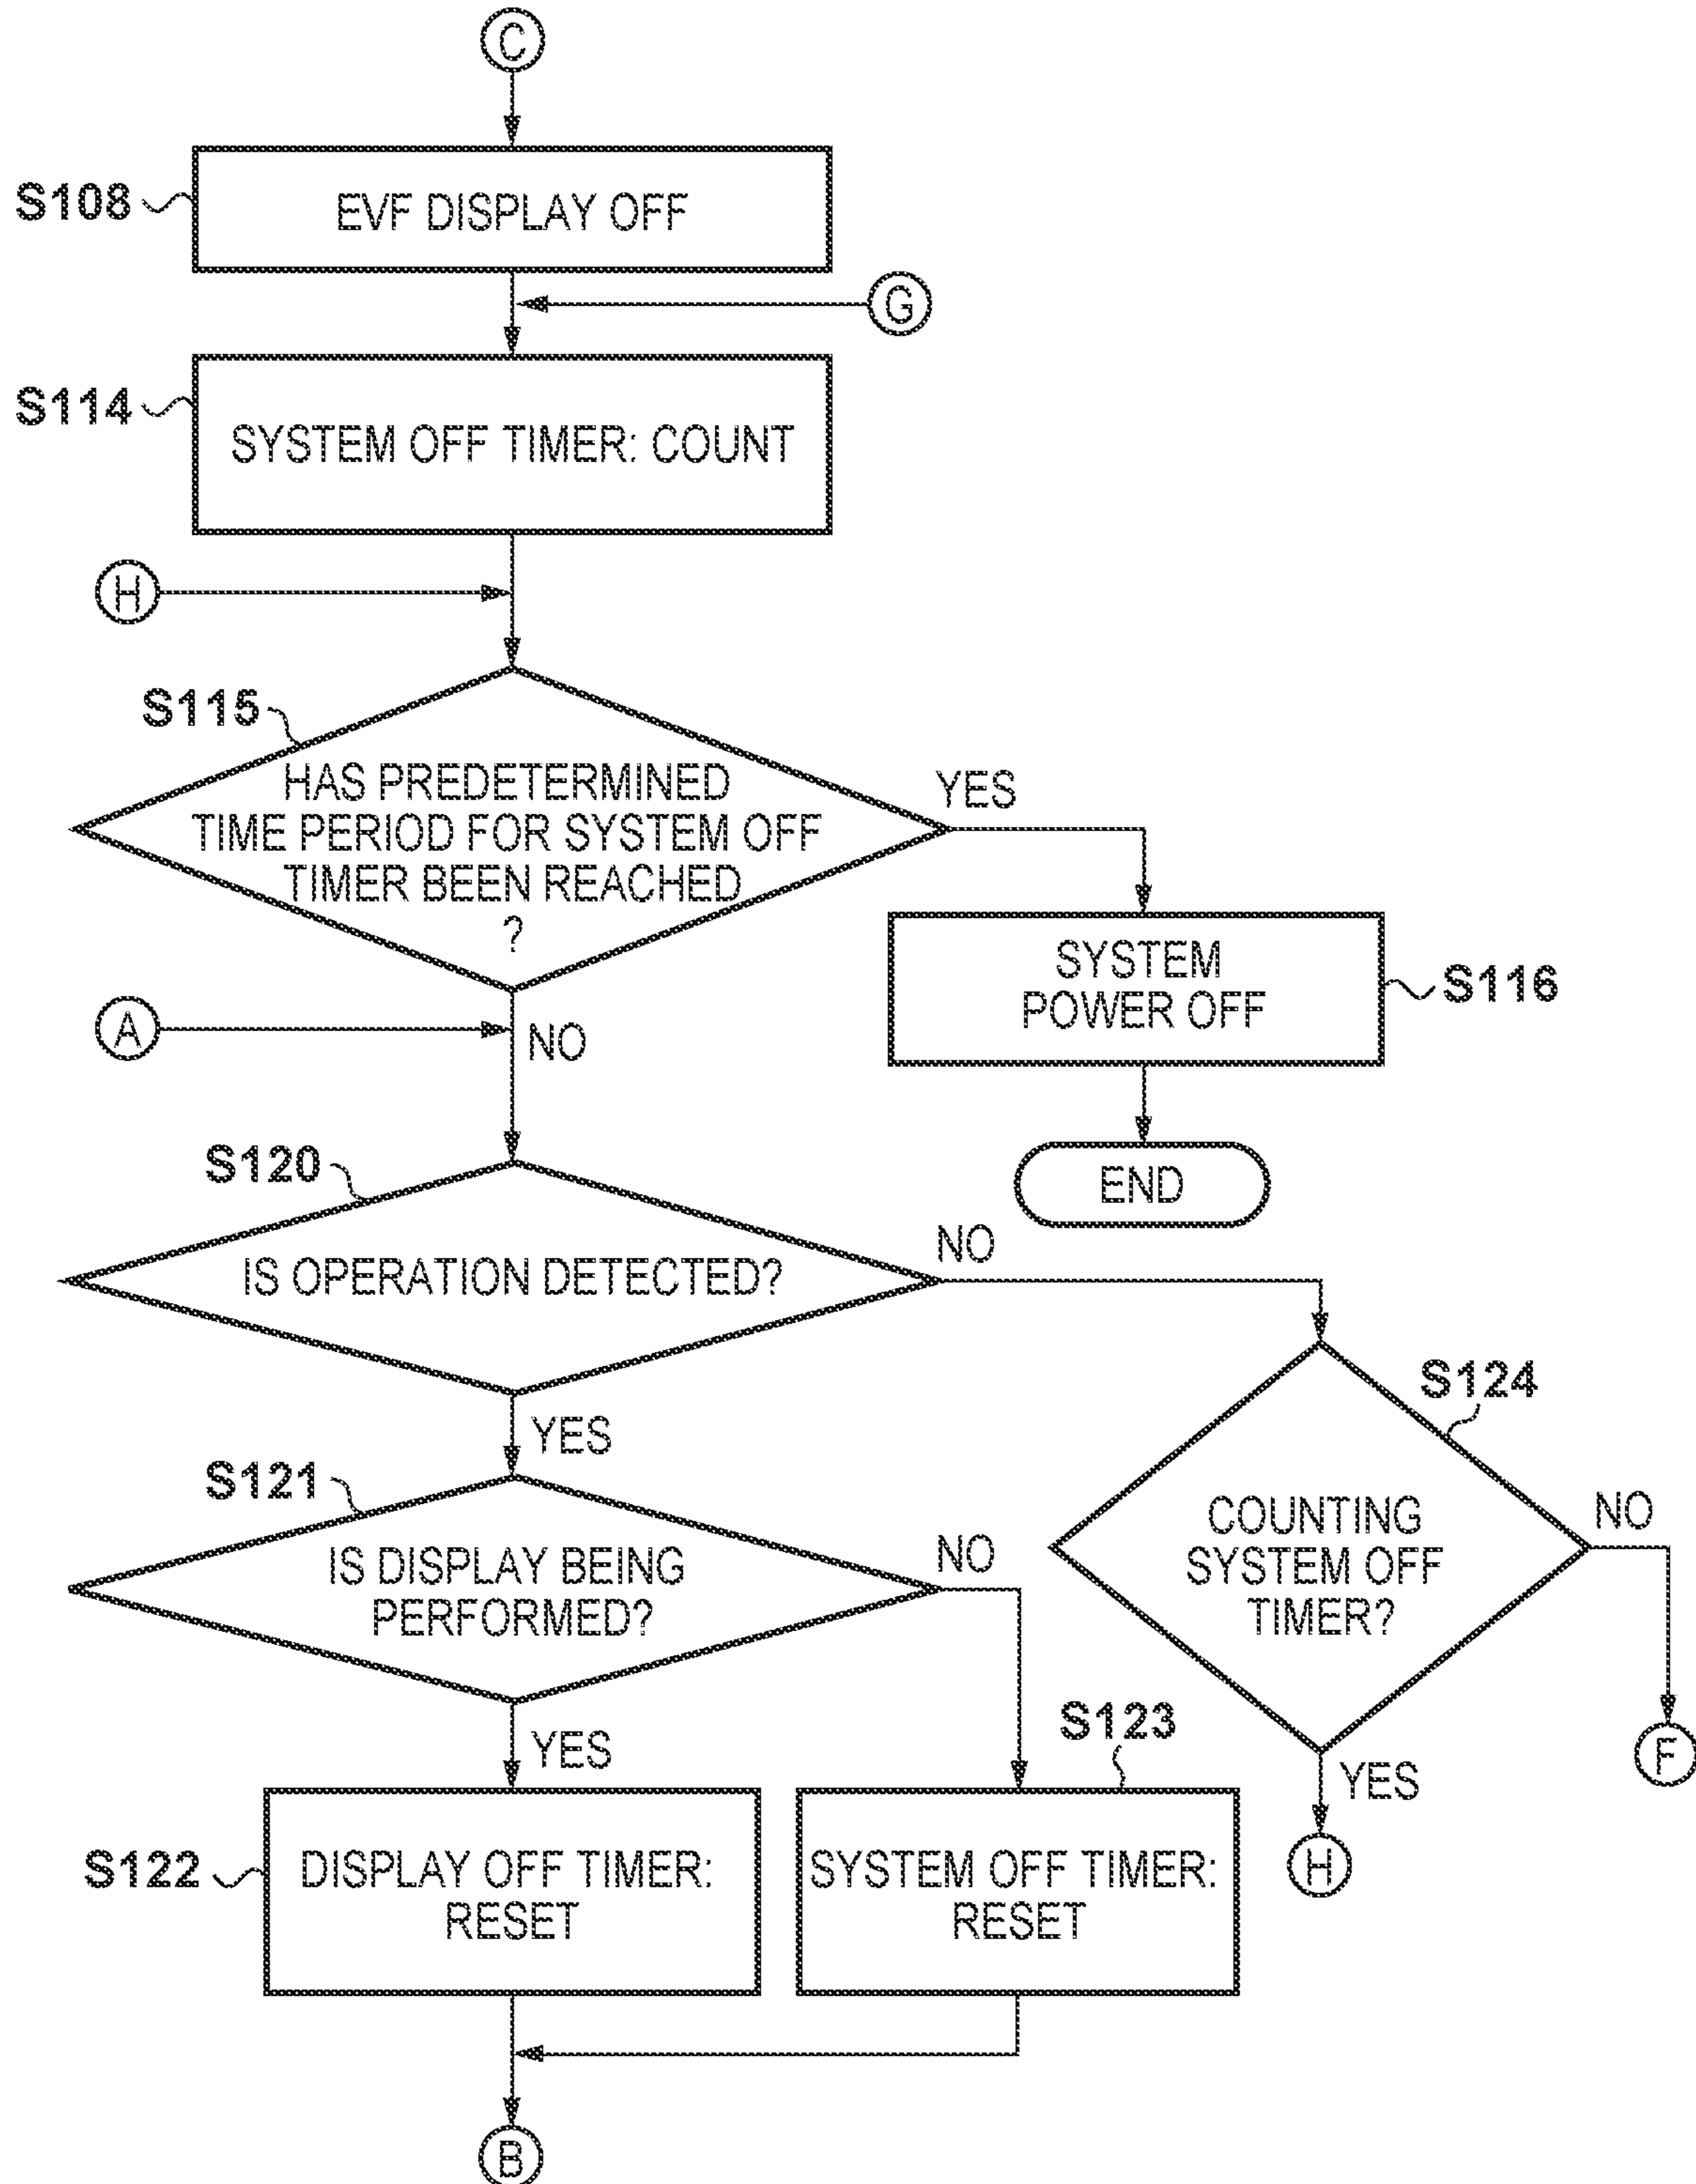 C
S108
EVF DISPLAY OFF
G
S114
SYSTEM OFF TIMER: COUNT
H
S115
HAS PREDETERMINED
TIME PERIOD FOR SYSTEM OFF
TIMER BEEN REACHED
?
YES
NO
A
SYSTEM
POWER OFF
S116
END
S120
IS OPERATION DETECTED?
NO
YES
S124
COUNTING
SYSTEM OFF
TIMER?
NO
F
YES
H
S121
IS DISPLAY BEING
PERFORMED?
NO
YES
S123
S122
DISPLAY OFF TIMER:
RESET
SYSTEM OFF TIMER:
RESET
B